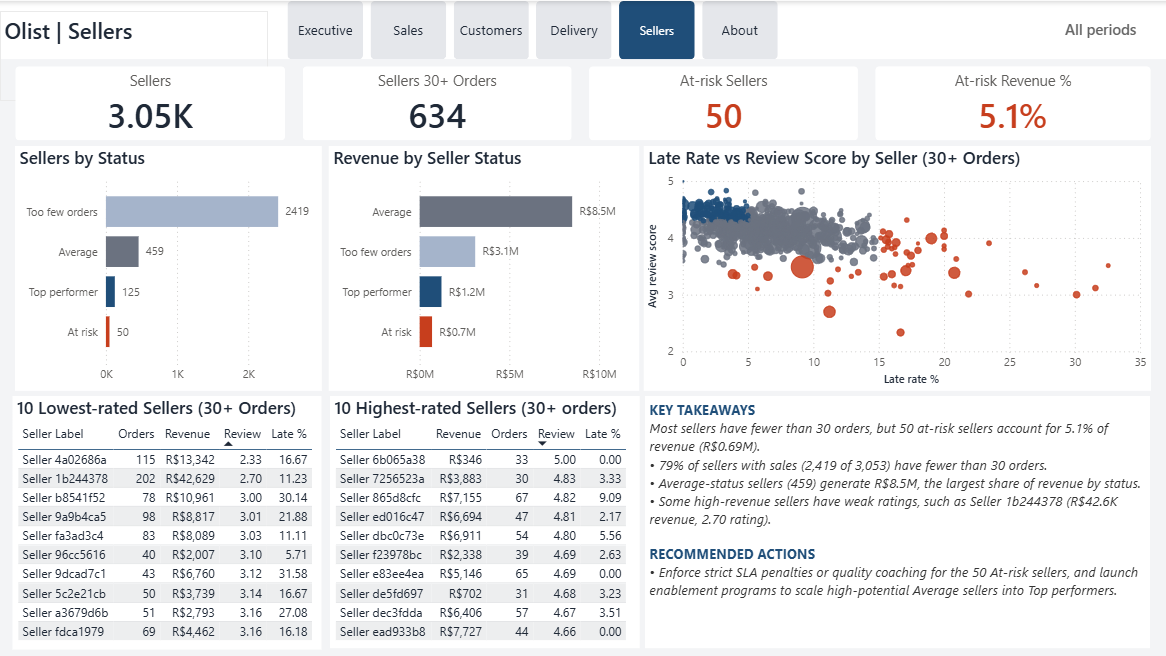 Olist | Sellers
Executive
Sales
Customers
Delivery
Sellers
About
All periods
Sellers
3.05K
Sellers 30+ Orders
634
At-risk Sellers
50
At-risk Revenue %
5.1%
Sellers by Status
Too few orders 2419
Average 459
Top performer 125
At risk 50
0K 1K 2K
Revenue by Seller Status
Average R$8.5M
Too few orders R$3.1M
Top performer R$1.2M
At risk R$0.7M
R$0M R$5M R$10M
Late Rate vs Review Score by Seller (30+ Orders)
Avg review score
5
4
3
2
0 5 10 15 20 25 30 35
Late rate %
10 Lowest-rated Sellers (30+ Orders)
Seller Label Orders Revenue Review Late %
Seller 4a02686a 115 R$13,342 2.33 16.67
Seller 1b244378 202 R$42,629 2.70 11.23
Seller b8541f52 78 R$10,961 3.00 30.14
Seller 9a9b4ca5 98 R$8,817 3.01 21.88
Seller fa3ad3c4 83 R$8,089 3.03 11.11
Seller 96cc5616 40 R$2,007 3.10 5.71
Seller 9dcad7c1 43 R$6,760 3.12 31.58
Seller 5c2e21cb 50 R$3,739 3.14 16.67
Seller a3679d6b 51 R$2,793 3.16 27.08
Seller fdca1979 69 R$4,462 3.16 16.18
10 Highest-rated Sellers (30+ orders)
Seller Label Revenue Orders Review Late %
Seller 6b065a38 R$346 33 5.00 0.00
Seller 7256523a R$3,883 30 4.83 3.33
Seller 865d8cfc R$7,155 67 4.82 9.09
Seller ed016c47 R$6,694 47 4.81 2.17
Seller dbc0c73e R$6,911 54 4.80 5.56
Seller f23978bc R$2,338 39 4.69 2.63
Seller e83ee4ea R$5,146 65 4.69 0.00
Seller de5fd697 R$702 31 4.68 3.23
Seller dec3fdda R$6,406 57 4.67 3.51
Seller ead933b8 R$7,727 44 4.66 0.00
KEY TAKEAWAYS
Most sellers have fewer than 30 orders, but 50 at-risk sellers account for 5.1% of
revenue (R$0.69M).
• 79% of sellers with sales (2,419 of 3,053) have fewer than 30 orders.
• Average-status sellers (459) generate R$8.5M, the largest share of revenue by status.
• Some high-revenue sellers have weak ratings, such as Seller 1b244378 (R$42.6K
revenue, 2.70 rating).
RECOMMENDED ACTIONS
• Enforce strict SLA penalties or quality coaching for the 50 At-risk sellers, and launch
enablement programs to scale high-potential Average sellers into Top performers.